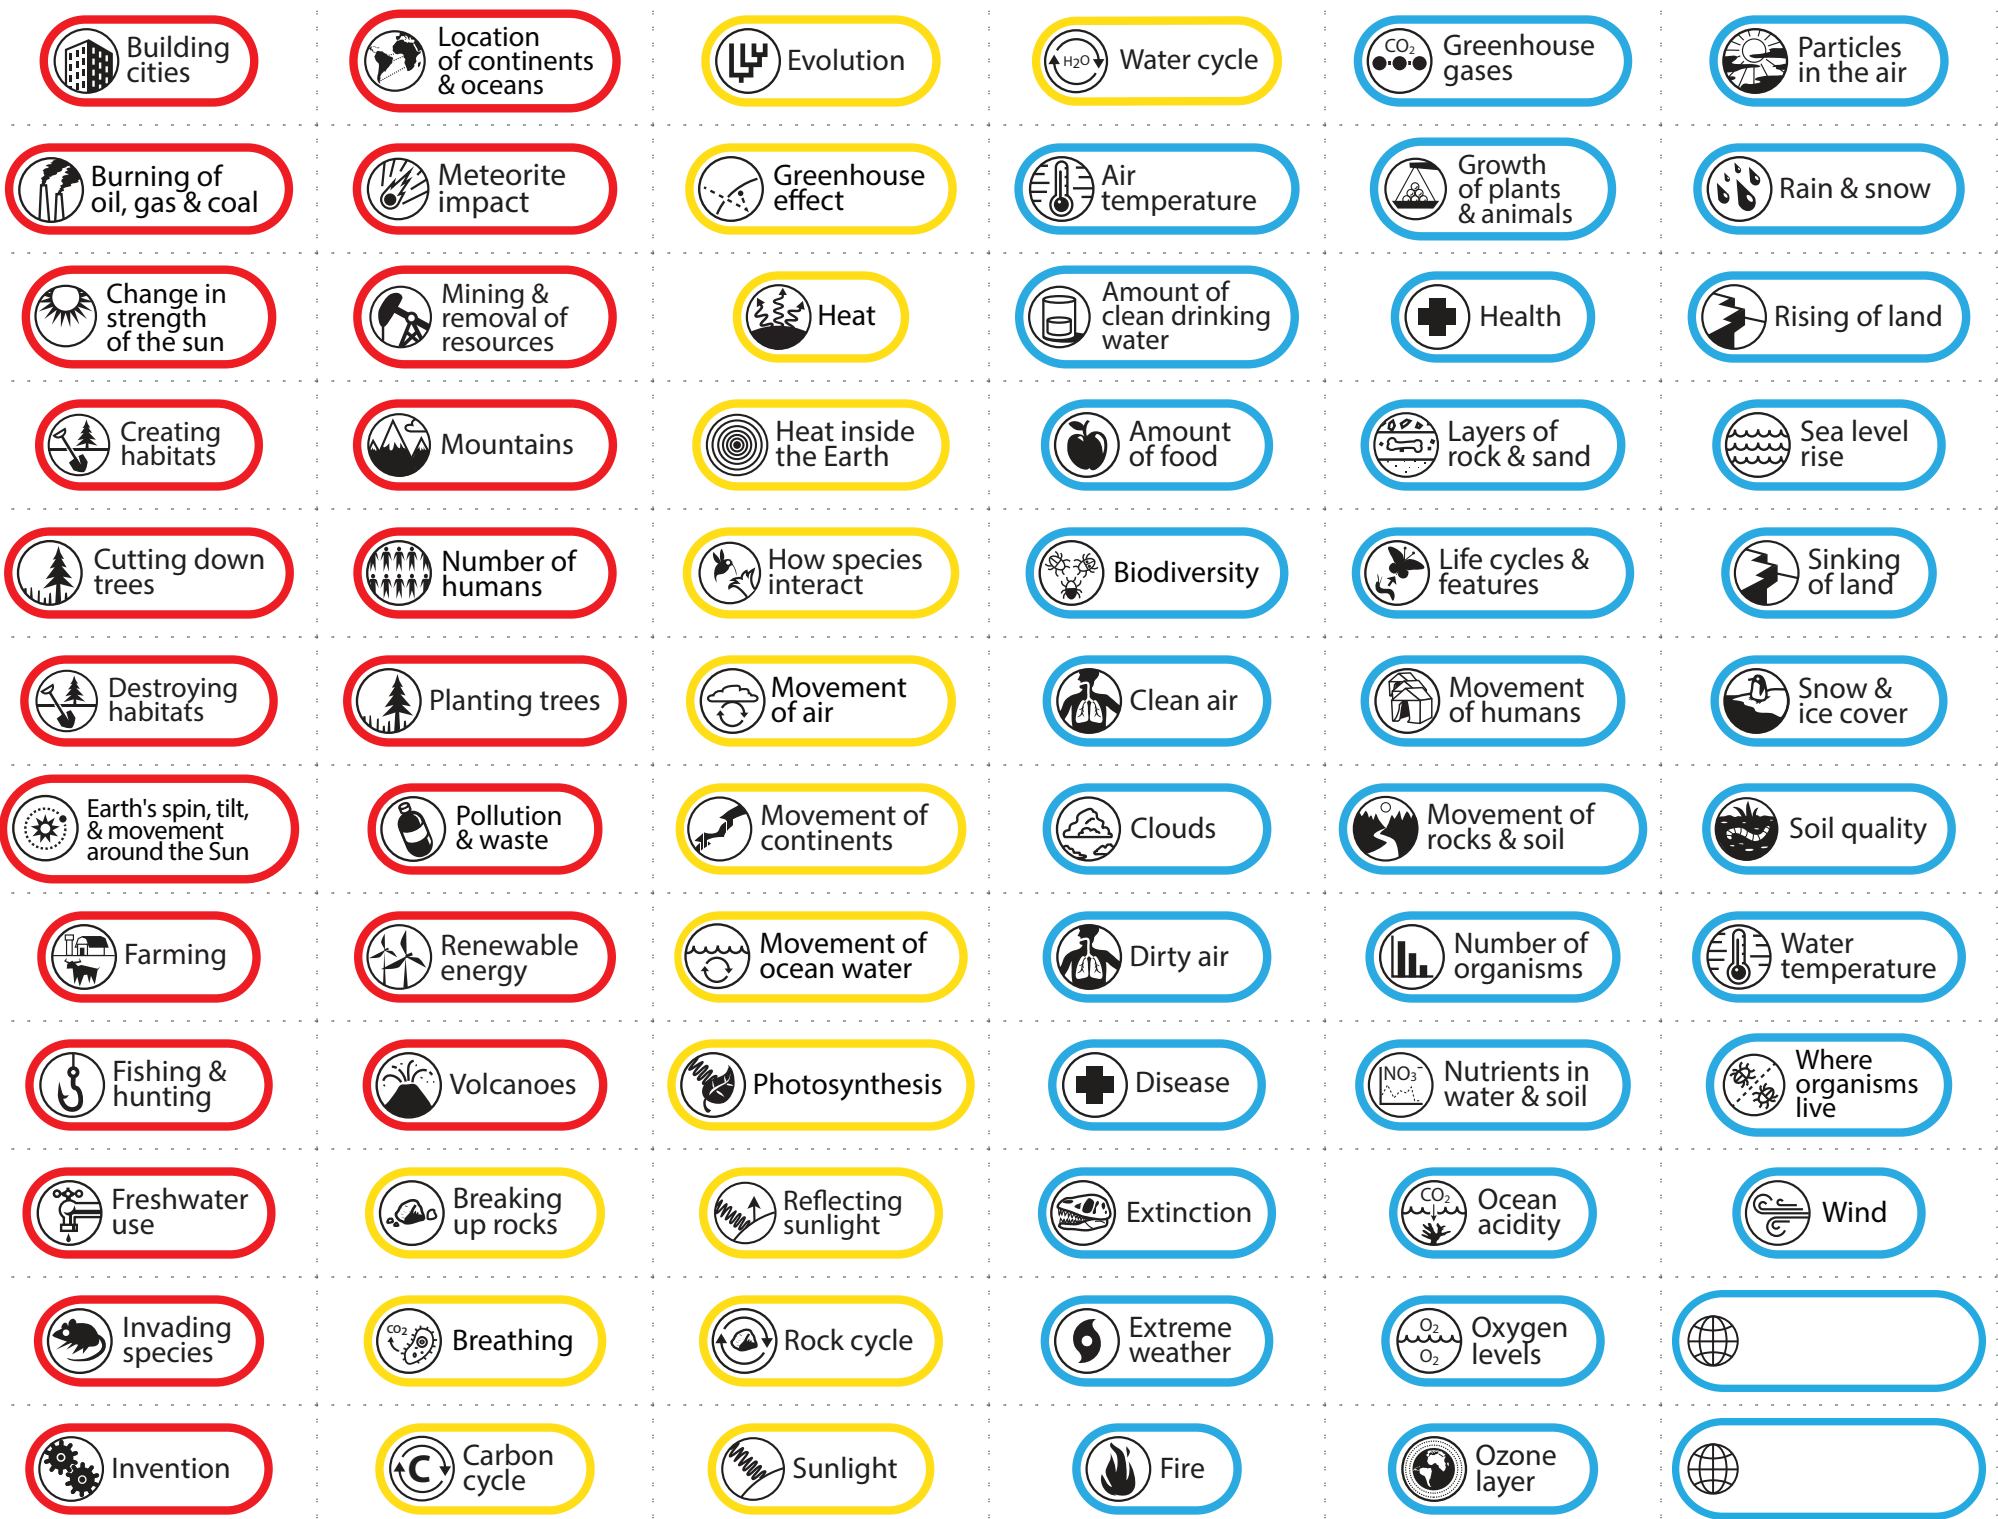 Building
cities
Location
of continents
& oceans
Evolution
H2O
Water cycle
CO2
Greenhouse
gases
Particles
in the air
Burning of
oil, gas & coal
Meteorite
impact
Greenhouse
effect
Air
temperature
Growth
of plants
& animals
Rain & snow
Change in
strength
of the sun
Mining &
removal of
resources
Heat
Amount of
clean drinking
water
Health
Rising of land
Creating
habitats
Mountains
Heat inside
the Earth
Amount
of food
Layers of
rock & sand
Sea level
rise
Cutting down
trees
Number of
humans
How species
interact
Biodiversity
Life cycles &
features
Sinking
of land
Destroying
habitats
Planting trees
Movement
of air
Clean air
Movement
of humans
Snow &
ice cover
Earth's spin, tilt,
& movement
around the Sun
Pollution
& waste
Movement of
continents
Clouds
Movement of
rocks & soil
Soil quality
Farming
Renewable
energy
Movement of
ocean water
Dirty air
Number of
organisms
Water
temperature
Fishing &
hunting
Volcanoes
Photosynthesis
Disease
NO3-
Nutrients in
water & soil
Where
organisms
live
Freshwater
use
Breaking
up rocks
Reflecting
sunlight
Extinction
CO2
Ocean
acidity
Wind
Invading
species
CO2
Breathing
Rock cycle
Extreme
weather
O2
O2
Oxygen
levels
Invention
C
Carbon
cycle
Sunlight
Fire
Ozone
layer